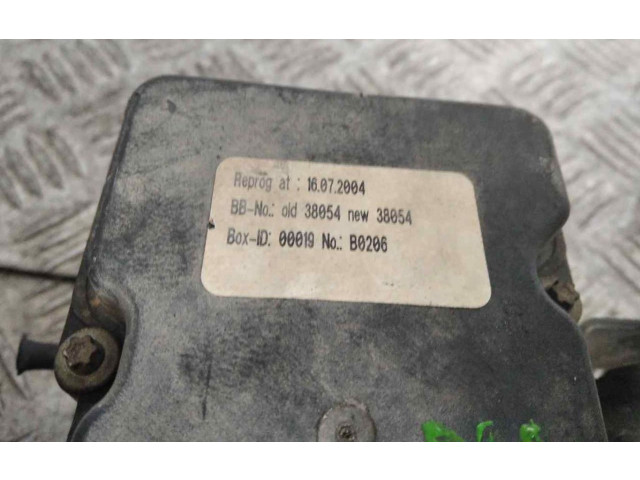 Reprog at : 16.07.2004
BB-No.: old 38054 new 38054
Box-ID: 00019 No.: B0206